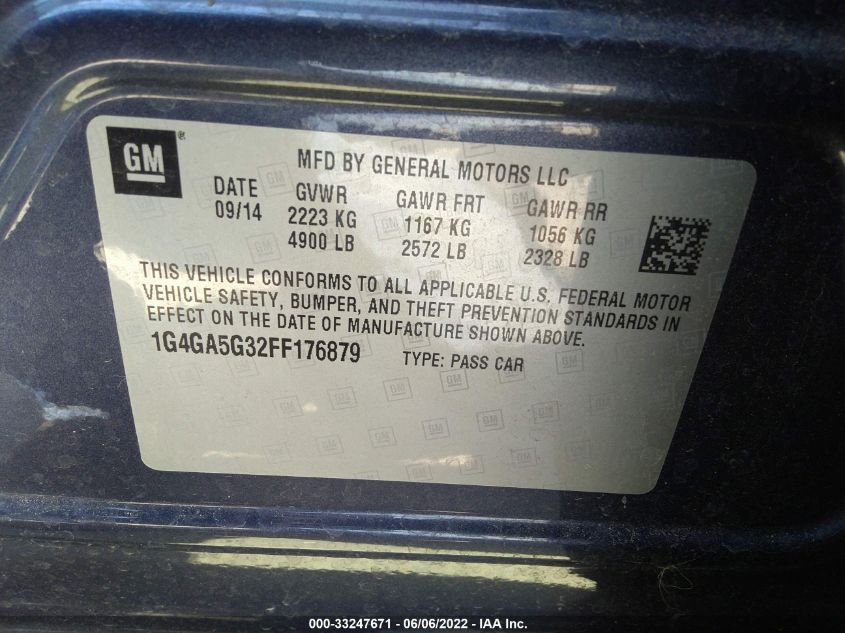 GM ®
MFD BY GENERAL MOTORS LLC
DATE GVWR GAWR FRT GAWR RR
09/14 2223 KG 1167 KG 1056 KG
4900 LB 2572 LB 2328 LB
THIS VEHICLE CONFORMS TO ALL APPLICABLE U.S. FEDERAL MOTOR
VEHICLE SAFETY, BUMPER, AND THEFT PREVENTION STANDARDS IN
EFFECT ON THE DATE OF MANUFACTURE SHOWN ABOVE.
1G4GA5G32FF176879 TYPE: PASS CAR
000-33247671 - 06/06/2022 - IAA Inc.